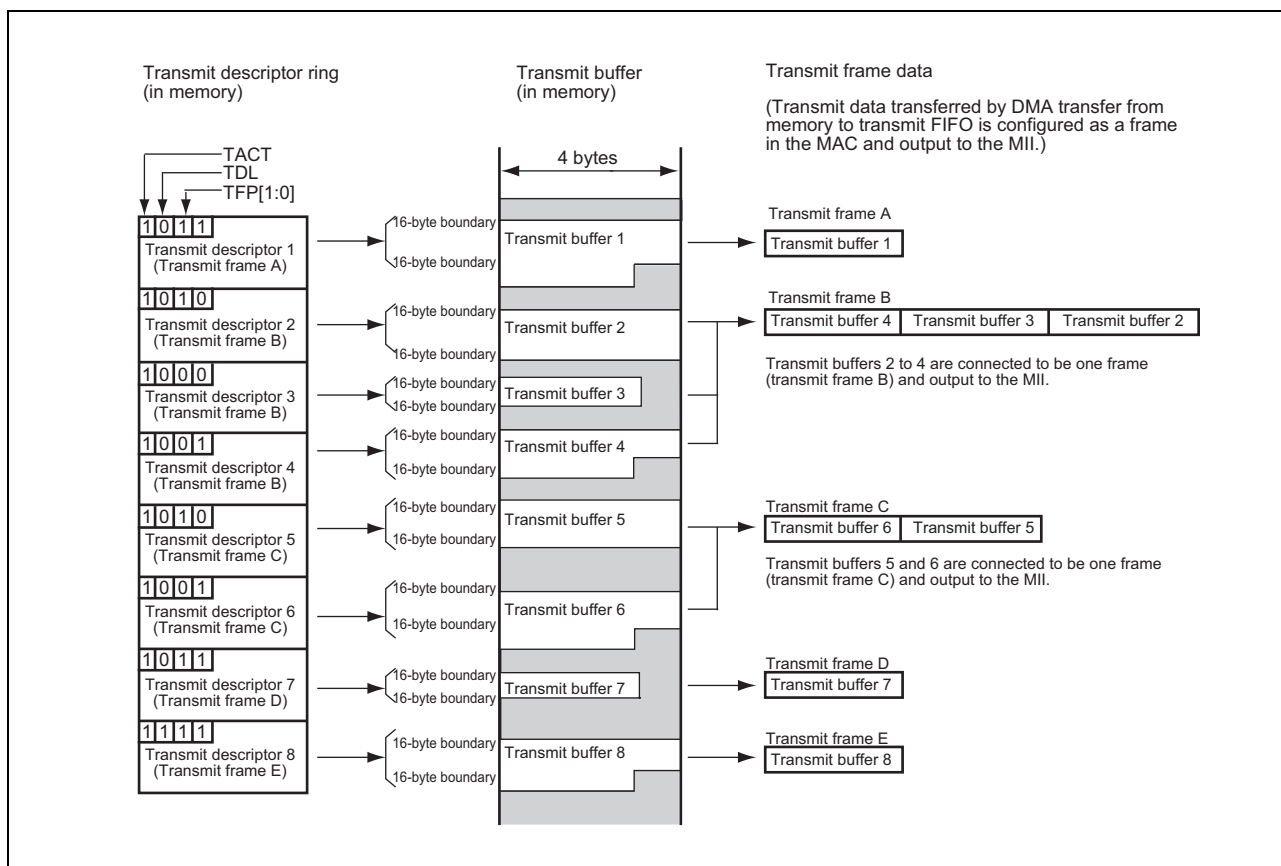 Transmit descriptor ring
(in memory)
Transmit buffer
(in memory)
Transmit frame data
(Transmit data transferred by DMA transfer from
memory to transmit FIFO is configured as a frame
in the MAC and output to the MII.)
TACT
TDL
TFP[1:0]
4 bytes
1 0 1 1
Transmit descriptor 1
(Transmit frame A)
16-byte boundary
16-byte boundary
Transmit buffer 1
Transmit frame A
Transmit buffer 1
1 0 1 0
Transmit descriptor 2
(Transmit frame B)
16-byte boundary
16-byte boundary
Transmit buffer 2
Transmit frame B
Transmit buffer 4 Transmit buffer 3 Transmit buffer 2
Transmit buffers 2 to 4 are connected to be one frame
(transmit frame B) and output to the MII.
1 0 0 0
Transmit descriptor 3
(Transmit frame B)
16-byte boundary
16-byte boundary
Transmit buffer 3
1 0 0 1
Transmit descriptor 4
(Transmit frame B)
16-byte boundary
16-byte boundary
Transmit buffer 4
1 0 1 0
Transmit descriptor 5
(Transmit frame C)
16-byte boundary
16-byte boundary
Transmit buffer 5
Transmit frame C
Transmit buffer 6 Transmit buffer 5
Transmit buffers 5 and 6 are connected to be one frame
(transmit frame C) and output to the MII.
1 0 0 1
Transmit descriptor 6
(Transmit frame C)
16-byte boundary
16-byte boundary
Transmit buffer 6
1 0 1 1
Transmit descriptor 7
(Transmit frame D)
16-byte boundary
16-byte boundary
Transmit buffer 7
Transmit frame D
Transmit buffer 7
1 1 1 1
Transmit descriptor 8
(Transmit frame E)
16-byte boundary
16-byte boundary
Transmit buffer 8
Transmit frame E
Transmit buffer 8